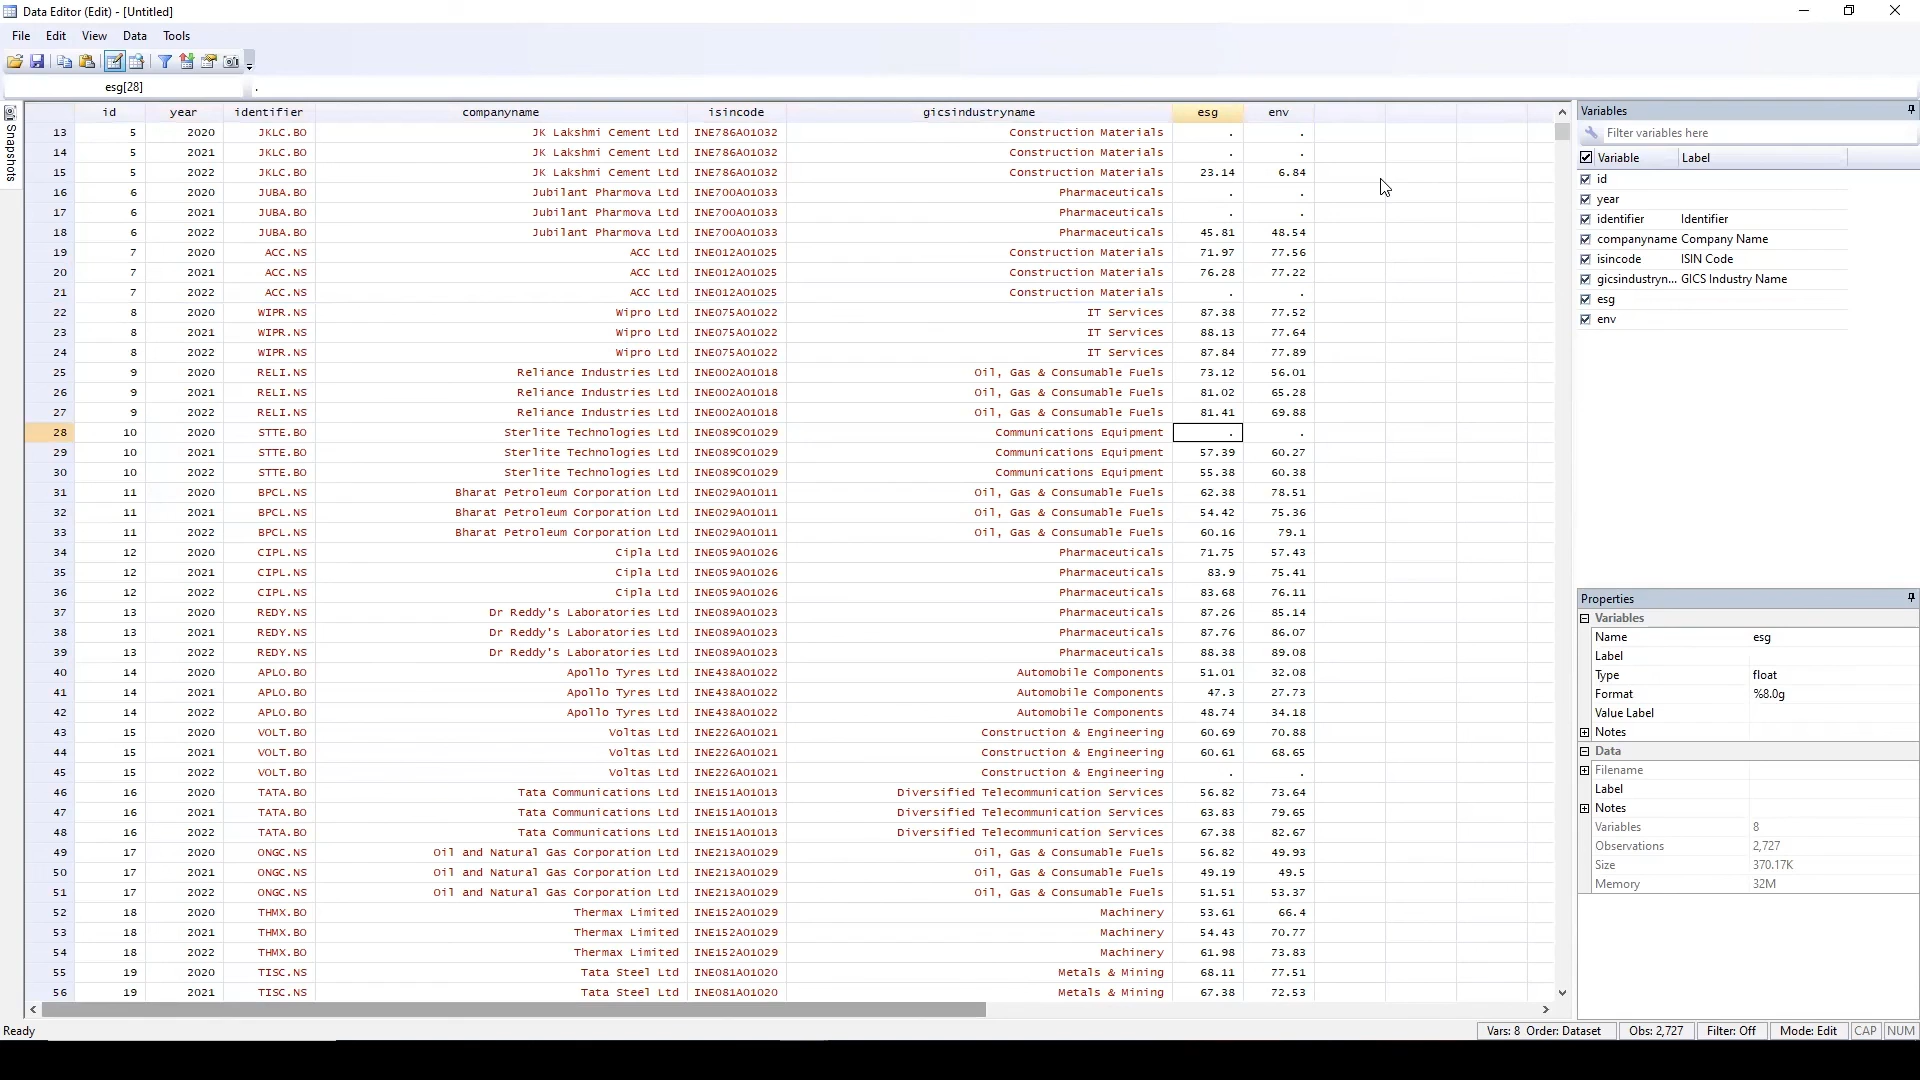 Data Editor (Edit) - [Untitled]
File Edit View Data Tools
esg[28] .
Snapshots
id year identifier companyname isincode gicsindustryname esg env
13 5 2020 JKLC.BO JK Lakshmi Cement Ltd INE786A01032 Construction Materials . .
14 5 2021 JKLC.BO JK Lakshmi Cement Ltd INE786A01032 Construction Materials . .
15 5 2022 JKLC.BO JK Lakshmi Cement Ltd INE786A01032 Construction Materials 23.14 6.84
16 6 2020 JUBA.BO Jubilant Pharmova Ltd INE700A01033 Pharmaceuticals . .
17 6 2021 JUBA.BO Jubilant Pharmova Ltd INE700A01033 Pharmaceuticals . .
18 6 2022 JUBA.BO Jubilant Pharmova Ltd INE700A01033 Pharmaceuticals 45.81 48.54
19 7 2020 ACC.NS ACC Ltd INE012A01025 Construction Materials 71.97 77.56
20 7 2021 ACC.NS ACC Ltd INE012A01025 Construction Materials 76.28 77.22
21 7 2022 ACC.NS ACC Ltd INE012A01025 Construction Materials . .
22 8 2020 WIPR.NS Wipro Ltd INE075A01022 IT Services 87.38 77.52
23 8 2021 WIPR.NS Wipro Ltd INE075A01022 IT Services 88.13 77.64
24 8 2022 WIPR.NS Wipro Ltd INE075A01022 IT Services 87.84 77.89
25 9 2020 RELI.NS Reliance Industries Ltd INE002A01018 Oil, Gas & Consumable Fuels 73.12 56.01
26 9 2021 RELI.NS Reliance Industries Ltd INE002A01018 Oil, Gas & Consumable Fuels 81.02 65.28
27 9 2022 RELI.NS Reliance Industries Ltd INE002A01018 Oil, Gas & Consumable Fuels 81.41 69.88
28 10 2020 STTE.BO Sterlite Technologies Ltd INE089C01029 Communications Equipment . .
29 10 2021 STTE.BO Sterlite Technologies Ltd INE089C01029 Communications Equipment 57.39 60.27
30 10 2022 STTE.BO Sterlite Technologies Ltd INE089C01029 Communications Equipment 55.38 60.38
31 11 2020 BPCL.NS Bharat Petroleum Corporation Ltd INE029A01011 Oil, Gas & Consumable Fuels 62.38 78.51
32 11 2021 BPCL.NS Bharat Petroleum Corporation Ltd INE029A01011 Oil, Gas & Consumable Fuels 54.42 75.36
33 11 2022 BPCL.NS Bharat Petroleum Corporation Ltd INE029A01011 Oil, Gas & Consumable Fuels 60.16 79.1
34 12 2020 CIPL.NS Cipla Ltd INE059A01026 Pharmaceuticals 71.75 57.43
35 12 2021 CIPL.NS Cipla Ltd INE059A01026 Pharmaceuticals 83.9 75.41
36 12 2022 CIPL.NS Cipla Ltd INE059A01026 Pharmaceuticals 83.68 76.11
37 13 2020 REDY.NS Dr Reddy's Laboratories Ltd INE089A01023 Pharmaceuticals 87.26 85.14
38 13 2021 REDY.NS Dr Reddy's Laboratories Ltd INE089A01023 Pharmaceuticals 87.76 86.07
39 13 2022 REDY.NS Dr Reddy's Laboratories Ltd INE089A01023 Pharmaceuticals 88.38 89.08
40 14 2020 APLO.BO Apollo Tyres Ltd INE438A01022 Automobile Components 51.01 32.08
41 14 2021 APLO.BO Apollo Tyres Ltd INE438A01022 Automobile Components 47.3 27.73
42 14 2022 APLO.BO Apollo Tyres Ltd INE438A01022 Automobile Components 48.74 34.18
43 15 2020 VOLT.BO Voltas Ltd INE226A01021 Construction & Engineering 60.69 70.88
44 15 2021 VOLT.BO Voltas Ltd INE226A01021 Construction & Engineering 60.61 68.65
45 15 2022 VOLT.BO Voltas Ltd INE226A01021 Construction & Engineering . .
46 16 2020 TATA.BO Tata Communications Ltd INE151A01013 Diversified Telecommunication Services 56.82 73.64
47 16 2021 TATA.BO Tata Communications Ltd INE151A01013 Diversified Telecommunication Services 63.83 79.65
48 16 2022 TATA.BO Tata Communications Ltd INE151A01013 Diversified Telecommunication Services 67.38 82.67
49 17 2020 ONGC.NS Oil and Natural Gas Corporation Ltd INE213A01029 Oil, Gas & Consumable Fuels 56.82 49.93
50 17 2021 ONGC.NS Oil and Natural Gas Corporation Ltd INE213A01029 Oil, Gas & Consumable Fuels 49.19 49.5
51 17 2022 ONGC.NS Oil and Natural Gas Corporation Ltd INE213A01029 Oil, Gas & Consumable Fuels 51.51 53.37
52 18 2020 THMX.BO Thermax Limited INE152A01029 Machinery 53.61 66.4
53 18 2021 THMX.BO Thermax Limited INE152A01029 Machinery 54.43 70.77
54 18 2022 THMX.BO Thermax Limited INE152A01029 Machinery 61.98 73.83
55 19 2020 TISC.NS Tata Steel Ltd INE081A01020 Metals & Mining 68.11 77.51
56 19 2021 TISC.NS Tata Steel Ltd INE081A01020 Metals & Mining 67.38 72.53
Variables
Filter variables here
Variable Label
id
year
identifier Identifier
companyname Company Name
isincode ISIN Code
gicsindustryn... GICS Industry Name
esg
env
Properties
Variables
Name esg
Label
Type float
Format %8.0g
Value Label
Notes
Data
Filename
Label
Notes
Variables 8
Observations 2,727
Size 370.17K
Memory 32M
Ready Vars: 8 Order: Dataset Obs: 2,727 Filter: Off Mode: Edit CAP NUM